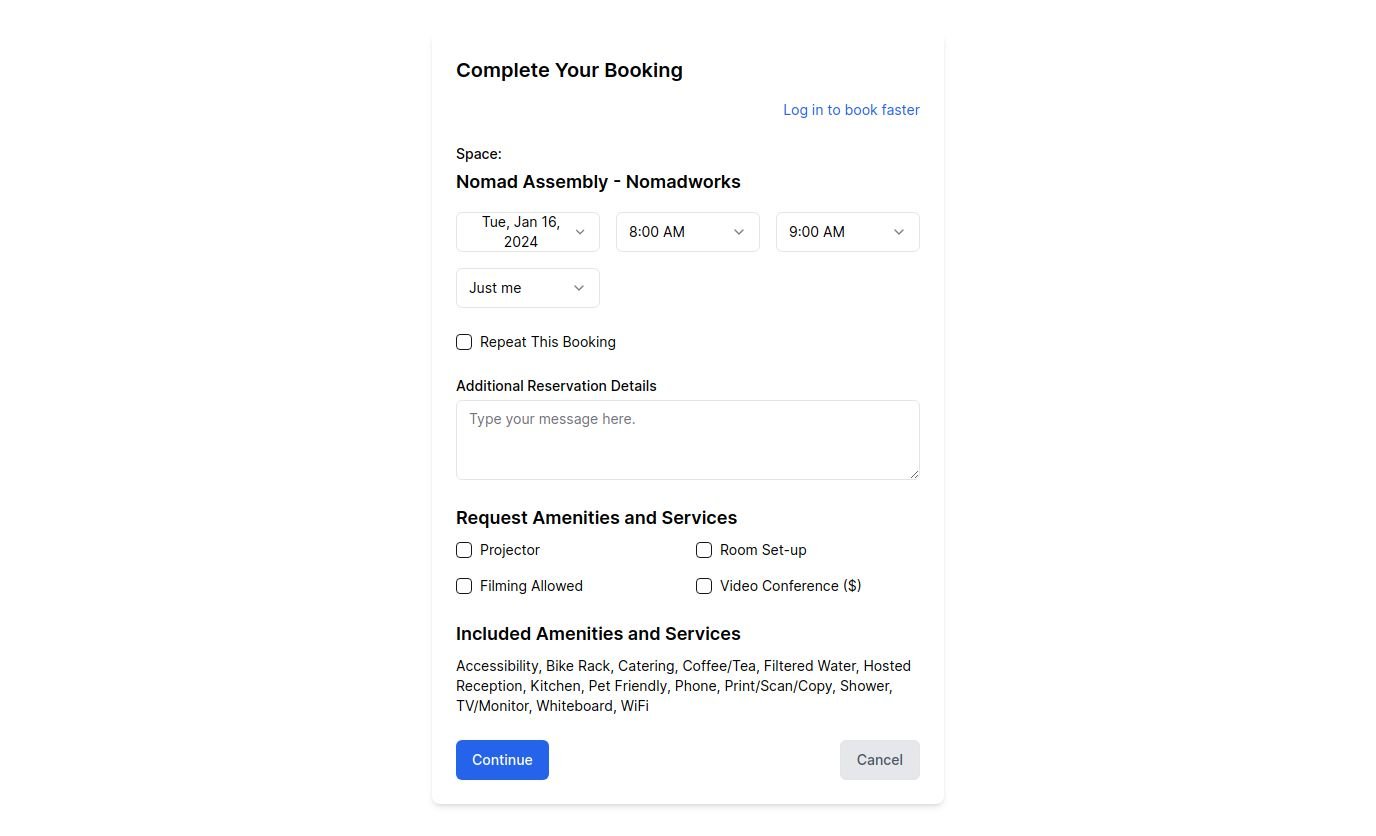 Complete Your Booking
Log in to book faster
Space:
Nomad Assembly - Nomadworks
Tue, Jan 16,
2024
8:00 AM
9:00 AM
Just me
Repeat This Booking
Additional Reservation Details
Type your message here.
Request Amenities and Services
Projector
Room Set-up
Filming Allowed
Video Conference ($)
Included Amenities and Services
Accessibility, Bike Rack, Catering, Coffee/Tea, Filtered Water, Hosted
Reception, Kitchen, Pet Friendly, Phone, Print/Scan/Copy, Shower,
TV/Monitor, Whiteboard, WiFi
Continue
Cancel